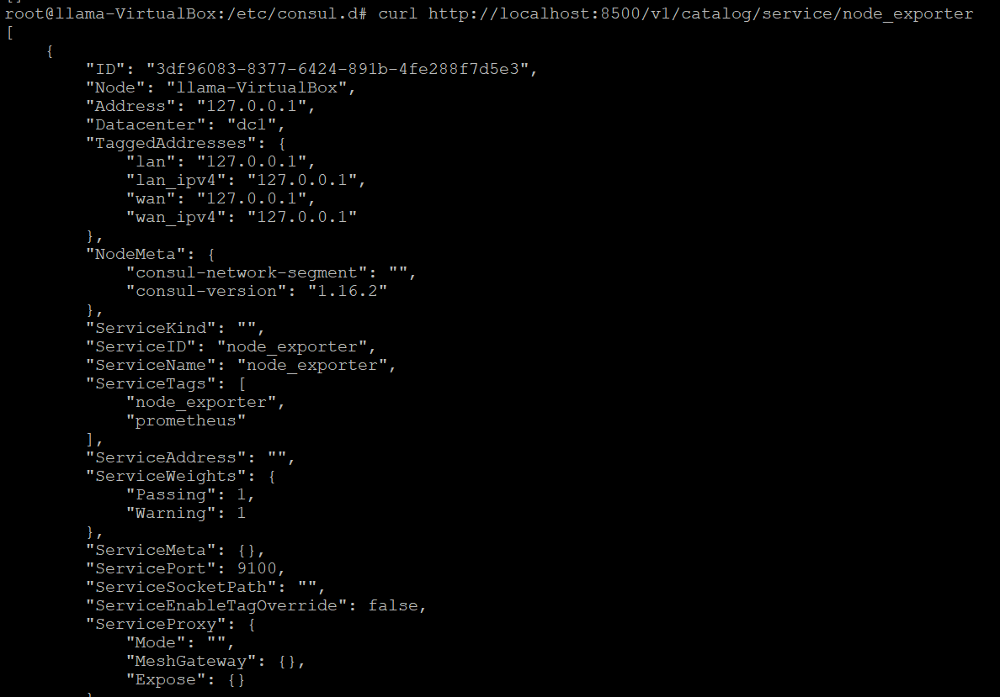 root@llama-VirtualBox:/etc/consul.d# curl http://localhost:8500/v1/catalog/service/node_exporter
[
    {
        "ID": "3df96083-8377-6424-891b-4fe288f7d5e3",
        "Node": "llama-VirtualBox",
        "Address": "127.0.0.1",
        "Datacenter": "dc1",
        "TaggedAddresses": {
            "lan": "127.0.0.1",
            "lan_ipv4": "127.0.0.1",
            "wan": "127.0.0.1",
            "wan_ipv4": "127.0.0.1"
        },
        "NodeMeta": {
            "consul-network-segment": "",
            "consul-version": "1.16.2"
        },
        "ServiceKind": "",
        "ServiceID": "node_exporter",
        "ServiceName": "node_exporter",
        "ServiceTags": [
            "node_exporter",
            "prometheus"
        ],
        "ServiceAddress": "",
        "ServiceWeights": {
            "Passing": 1,
            "Warning": 1
        },
        "ServiceMeta": {},
        "ServicePort": 9100,
        "ServiceSocketPath": "",
        "ServiceEnableTagOverride": false,
        "ServiceProxy": {
            "Mode": "",
            "MeshGateway": {},
            "Expose": {}